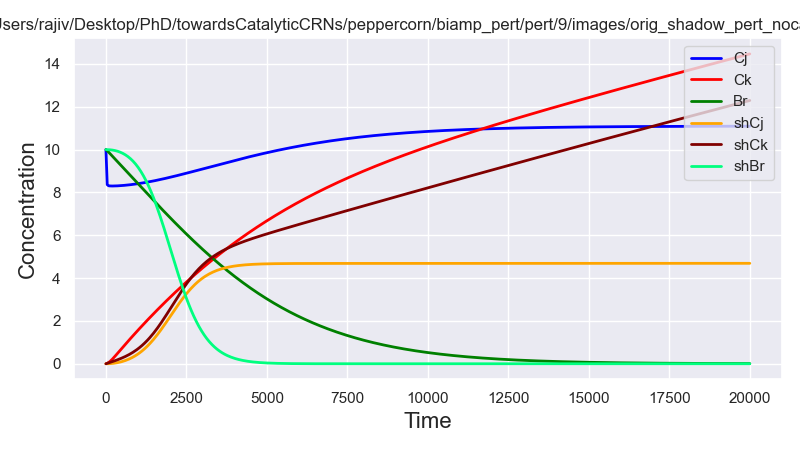 Users/rajiv/Desktop/PhD/towardsCatalyticCRNs/peppercorn/biamp_pert/pert/9/images/orig_shadow_pert_noca
14
12
10
8
6
4
2
0
Concentration
Cj
Ck
Br
shCj
shCk
shBr
0
2500
5000
7500
10000
12500
15000
17500
20000
Time